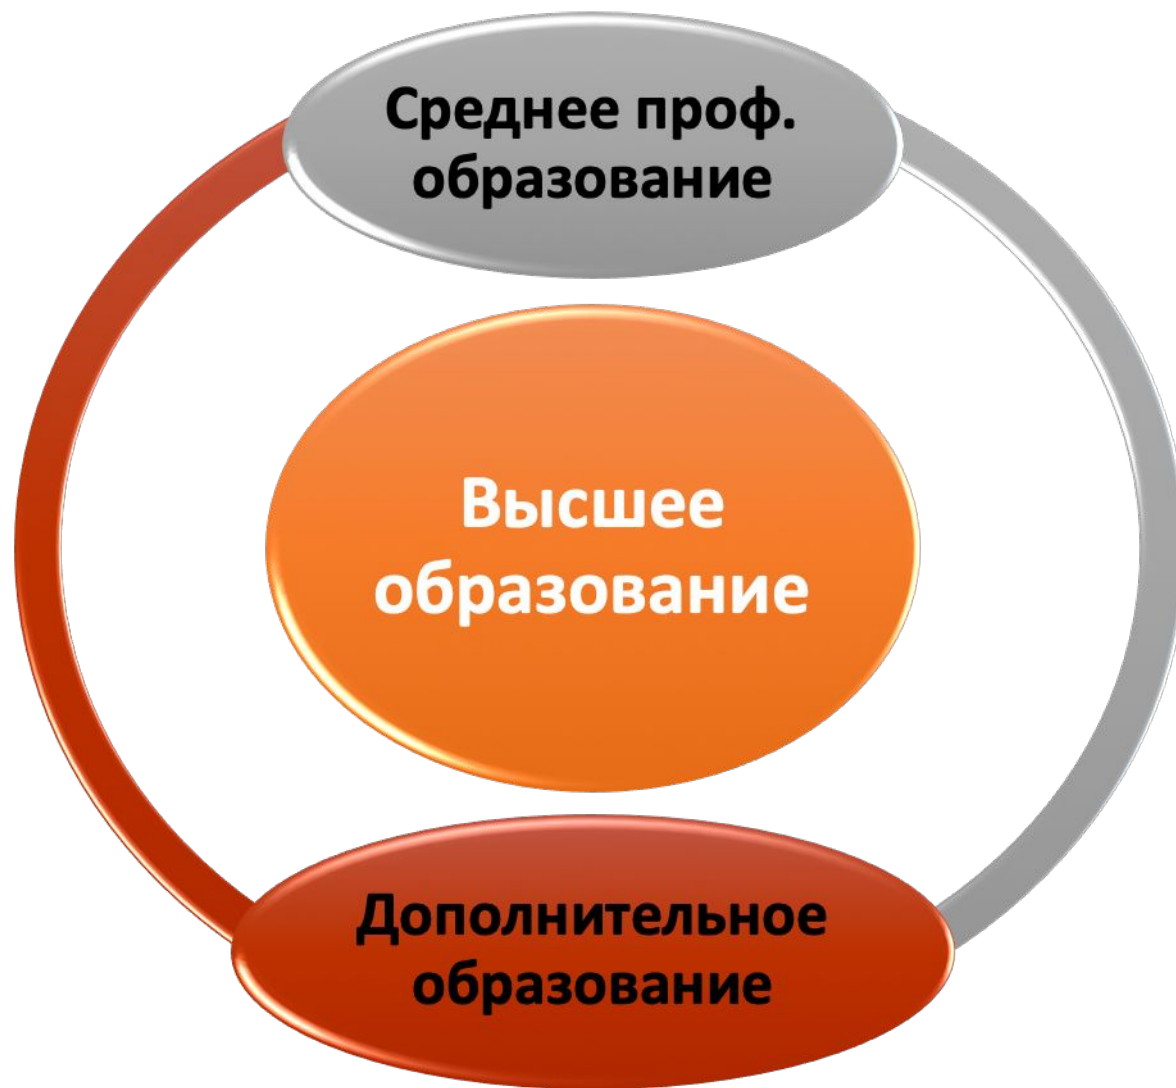 Среднее проф.
образование
Высшее
образование
Дополнительное
образование